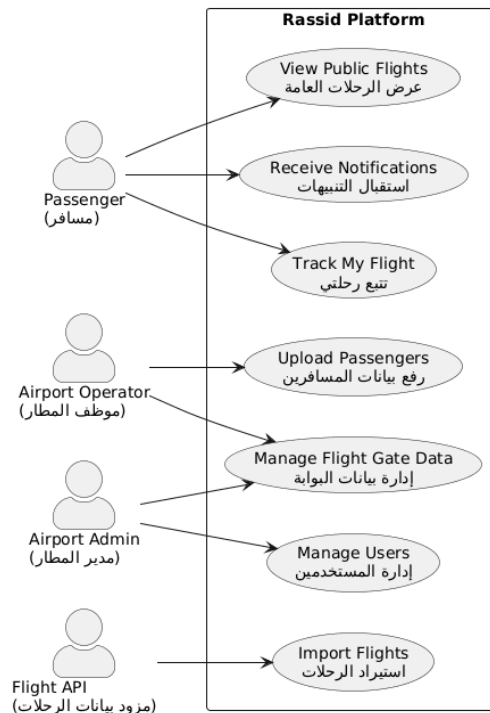 Rassid Platform
View Public Flights
عرض الرحلات العامة
Receive Notifications
استقبال التنبيهات
Passenger
(مسافر)
Track My Flight
تتبع رحلتي
Upload Passengers
رفع بيانات المسافرين
Airport Operator
(موظف المطار)
Manage Flight Gate Data
إدارة بيانات البوابة
Airport Admin
(مدير المطار)
Manage Users
إدارة المستخدمين
Import Flights
استيراد الرحلات
Flight API
(مزود بيانات الرحلات)